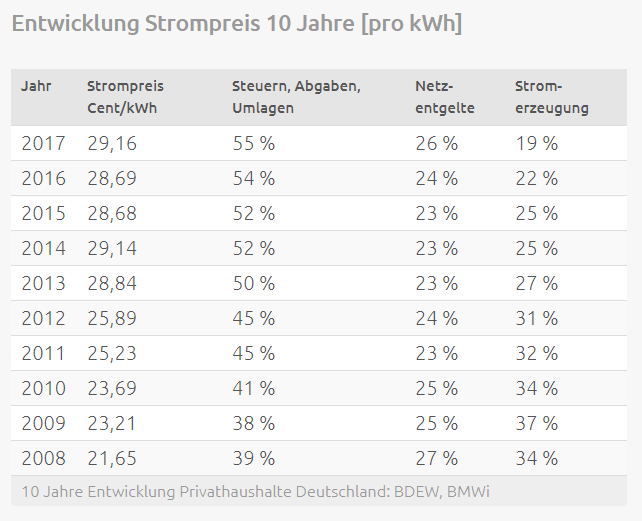 Entwicklung Strompreis 10 Jahre [pro kWh]
Jahr Strompreis Cent/kWh Steuern, Abgaben, Umlagen Netz-entgelte Strom-erzeugung
2017 29,16 55 % 26 % 19 %
2016 28,69 54 % 24 % 22 %
2015 28,68 52 % 23 % 25 %
2014 29,14 52 % 23 % 25 %
2013 28,84 50 % 23 % 27 %
2012 25,89 45 % 24 % 31 %
2011 25,23 45 % 23 % 32 %
2010 23,69 41 % 25 % 34 %
2009 23,21 38 % 25 % 37 %
2008 21,65 39 % 27 % 34 %
10 Jahre Entwicklung Privathaushalte Deutschland: BDEW, BMWi